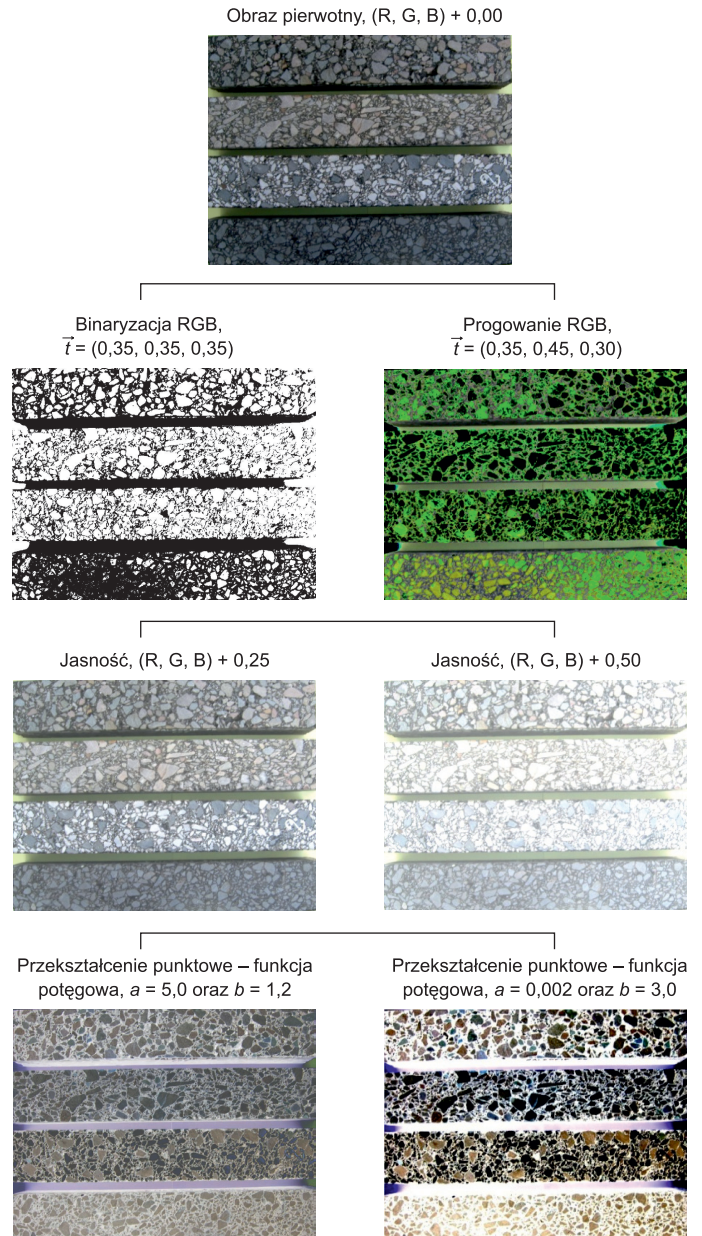 Obraz pierwotny, (R, G, B) + 0,00
Binaryzacja RGB,
t = (0,35, 0,35, 0,35)
Progowanie RGB,
t = (0,35, 0,45, 0,30)
Jasność, (R, G, B) + 0,25
Jasność, (R, G, B) + 0,50
Przekształcenie punktowe – funkcja
potęgowa, a = 5,0 oraz b = 1,2
Przekształcenie punktowe – funkcja
potęgowa, a = 0,002 oraz b = 3,0